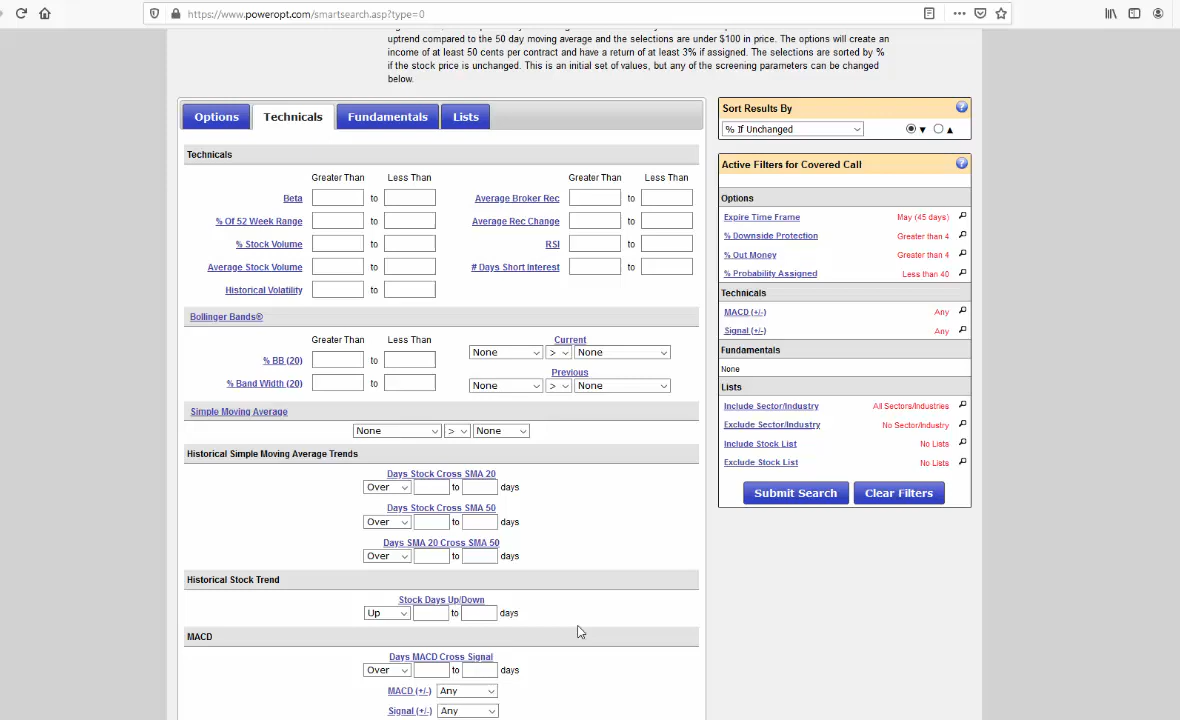 https://www.poweropt.com/smartsearch.asp?type=0
uptrend compared to the 50 day moving average and the selections are under $100 in price. The options will create an
income of at least 50 cents per contract and have a return of at least 3% if assigned. The selections are sorted by %
if the stock price is unchanged. This is an initial set of values, but any of the screening parameters can be changed
below.
Options Technicals Fundamentals Lists
Technicals
Greater Than Less Than Greater Than Less Than
Beta to Average Broker Rec to
% Of 52 Week Range to Average Rec Change to
% Stock Volume to RSI to
Average Stock Volume to # Days Short Interest to
Historical Volatility to
Bollinger Bands®
Greater Than Less Than Current
% BB (20) to None > None
Previous
% Band Width (20) to None > None
Simple Moving Average
None > None
Historical Simple Moving Average Trends
Days Stock Cross SMA 20
Over to days
Days Stock Cross SMA 50
Over to days
Days SMA 20 Cross SMA 50
Over to days
Historical Stock Trend
Stock Days Up/Down
Up to days
MACD
Days MACD Cross Signal
Over to days
MACD (+/-) Any
Signal (+/-) Any
Sort Results By ?
% If Unchanged ▼ ▲
Active Filters for Covered Call ?
Options
Expire Time Frame May (45 days)
% Downside Protection Greater than 4
% Out Money Greater than 4
% Probability Assigned Less than 40
Technicals
MACD (+/-) Any
Signal (+/-) Any
Fundamentals
None
Lists
Include Sector/Industry All Sectors/Industries
Exclude Sector/Industry No Sector/Industry
Include Stock List No Lists
Exclude Stock List No Lists
Submit Search Clear Filters